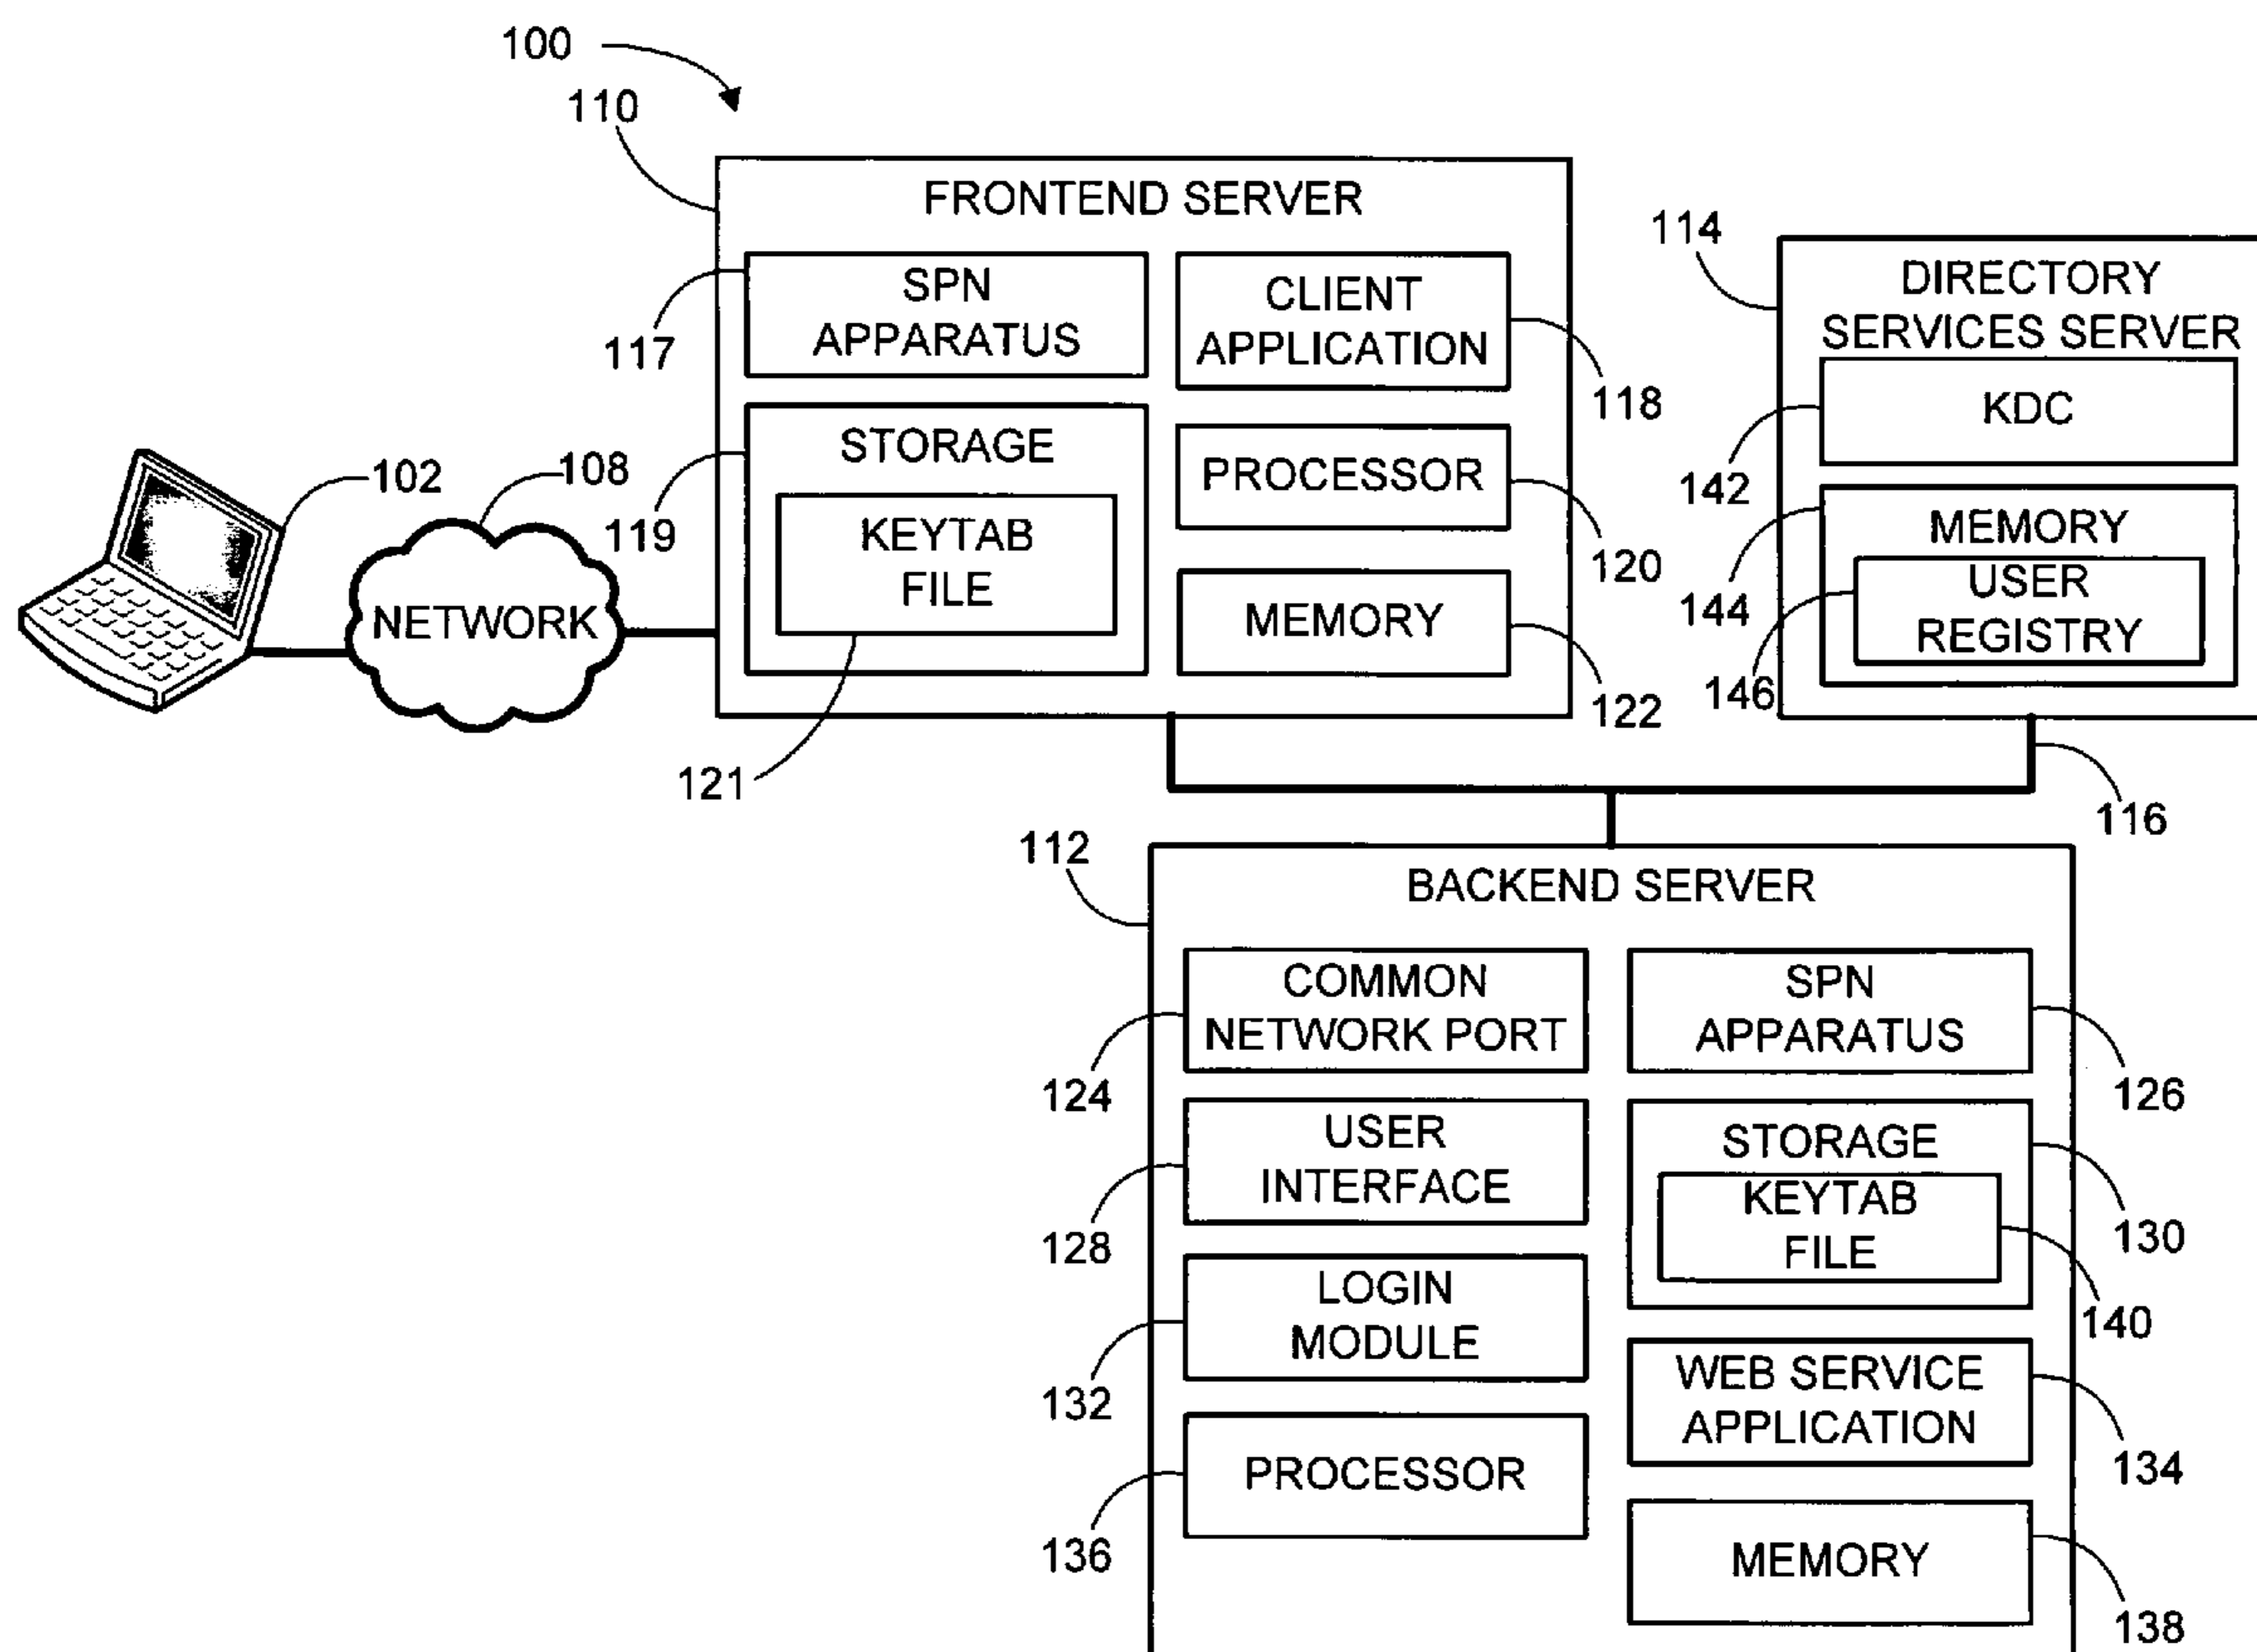 100
110
FRONTEND SERVER
SPN
APPARATUS
117
CLIENT
APPLICATION
118
STORAGE
119
KEYTAB
FILE
121
PROCESSOR
120
MEMORY
122
102
108
NETWORK
114
DIRECTORY
SERVICES SERVER
KDC
142
MEMORY
144
USER
REGISTRY
146
116
112
BACKEND SERVER
COMMON
NETWORK PORT
124
SPN
APPARATUS
126
USER
INTERFACE
128
STORAGE
130
KEYTAB
FILE
140
LOGIN
MODULE
132
WEB SERVICE
APPLICATION
134
PROCESSOR
136
MEMORY
138